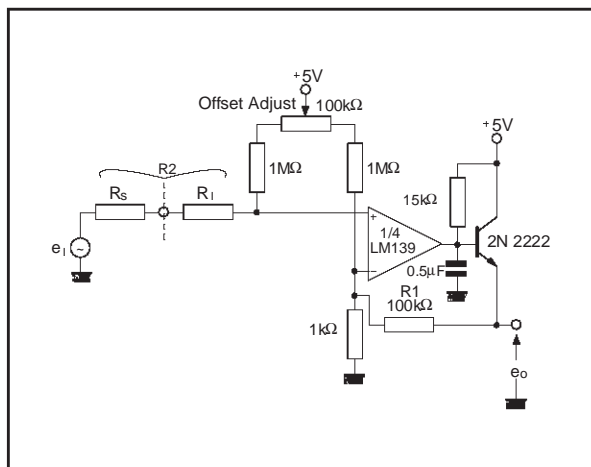 +5V
Offset Adjust
100kΩ
+5V
R2
1MΩ
1MΩ
Rs
RI
15kΩ
+
1/4
LM139
2N 2222
eI
0.5µF
−
R1
100kΩ
1kΩ
eo
~